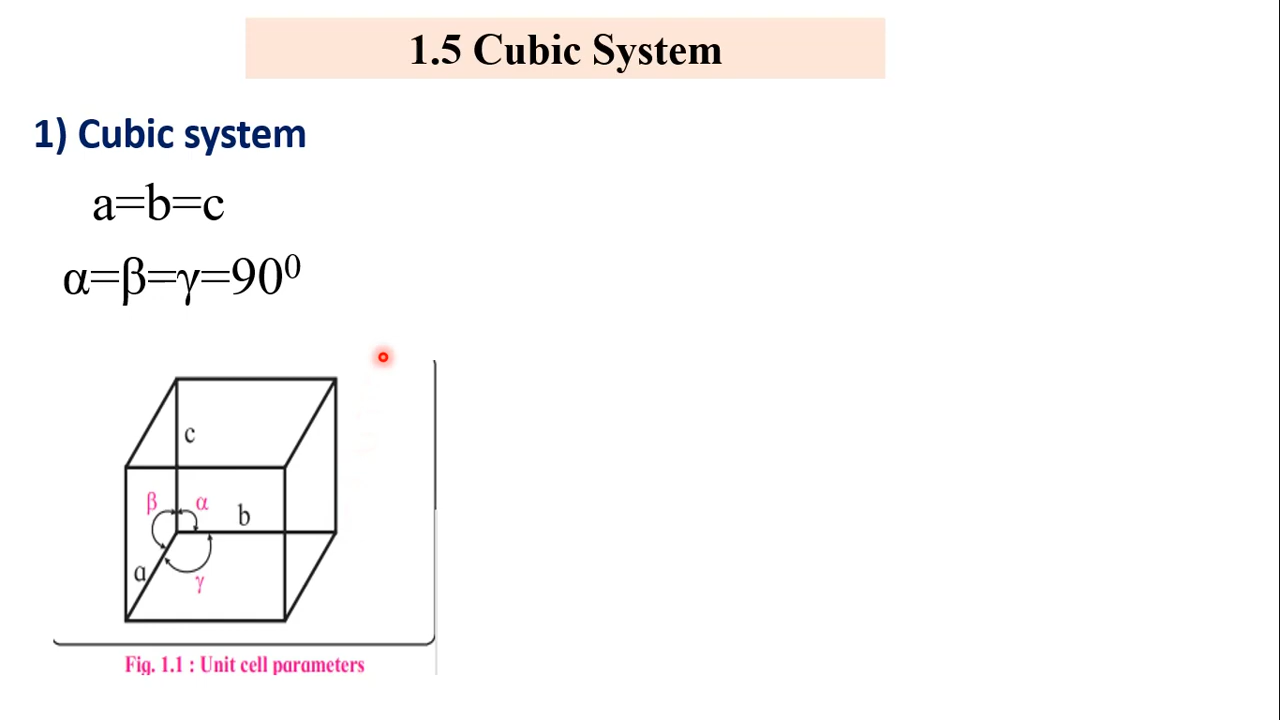 1.5 Cubic System
1) Cubic system
a=b=c
α=β=γ=90⁰
c
β
α
b
a
γ
Fig. 1.1 : Unit cell parameters